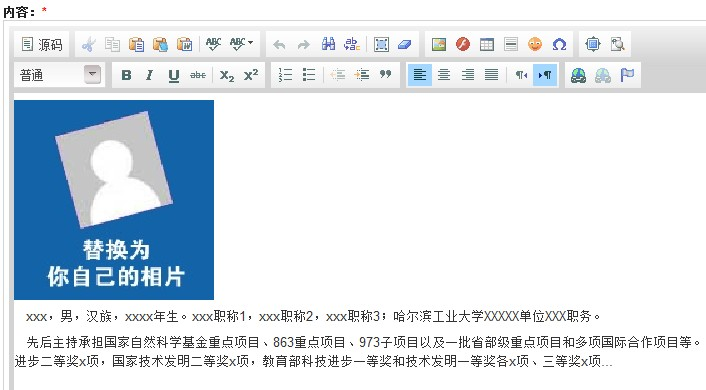 内容：*
源码
ABC ABC
普通
B I U abc X₂ X²
替换为
你自己的相片
xxx，男，汉族，xxxx年生。xxx职称1，xxx职称2，xxx职称3；哈尔滨工业大学XXXXX单位XXX职务。
先后主持承担国家自然科学基金重点项目、863重点项目、973子项目以及一批省部级重点项目和多项国际合作项目等。
进步二等奖x项，国家技术发明二等奖x项，教育部科技进步一等奖和技术发明一等奖各x项、三等奖x项...